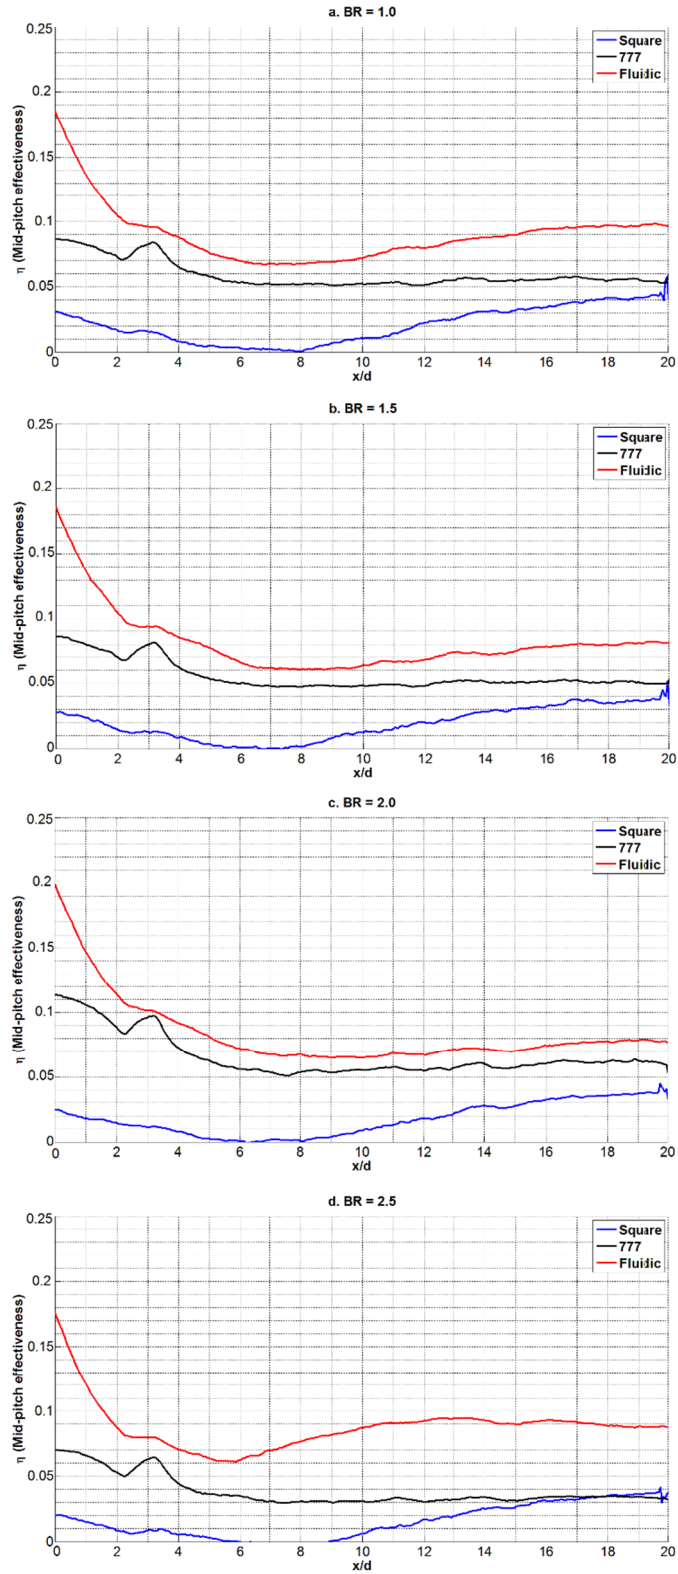 a. BR = 1.0
0.25
0.2
0.15
0.1
0.05
0
η (Mid-pitch effectiveness)
Square
777
Fluidic
0 2 4 6 8 10 12 14 16 18 20
x/d
b. BR = 1.5
0.25
0.2
0.15
0.1
0.05
0
η (Mid-pitch effectiveness)
Square
777
Fluidic
0 2 4 6 8 10 12 14 16 18 20
x/d
c. BR = 2.0
0.25
0.2
0.15
0.1
0.05
0
η (Mid-pitch effectiveness)
Square
777
Fluidic
0 2 4 6 8 10 12 14 16 18 20
x/d
d. BR = 2.5
0.25
0.2
0.15
0.1
0.05
0
η (Mid-pitch effectiveness)
Square
777
Fluidic
0 2 4 6 8 10 12 14 16 18 20
x/d